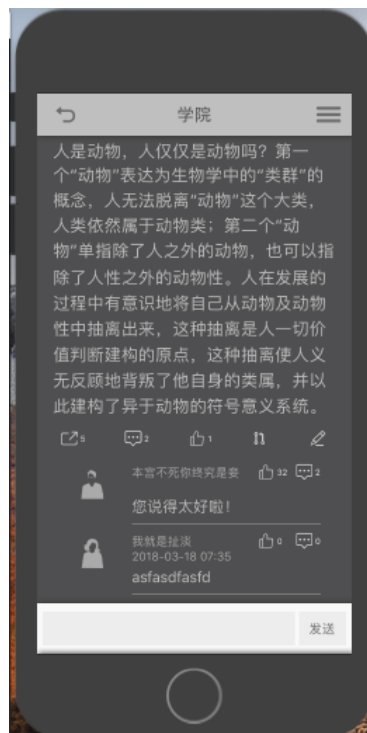 学院
人是动物，人仅仅是动物吗？第一
个“动物”表达为生物学中的“类群”的
概念，人无法脱离”动物”这个大类，
人类依然属于动物类；第二个“动
物”单指除了人之外的动物，也可以指
除了人性之外的动物性。人在发展的
过程中有意识地将自己从动物及动物
性中抽离出来，这种抽离是人一切价
值判断建构的原点，这种抽离使人义
无反顾地背叛了他自身的类属，并以
此建构了异于动物的符号意义系统。
5 2 1
本宫不死你终究是妾 32 2
您说得太好啦！
我就是扯淡 0 0
2018-03-18 07:35
asfasdfasfd
发送